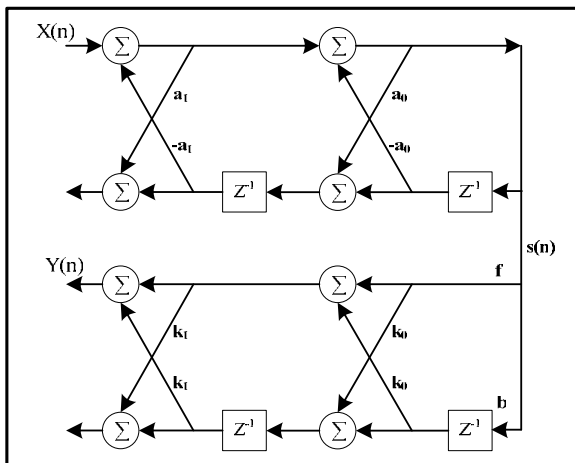 X(n) Σ Σ
a1 a0
-a1 -a0
Σ Z-1 Σ Z-1
s(n)
Y(n) f
Σ Σ
k1 k0
k1 k0
b
Σ Z-1 Σ Z-1